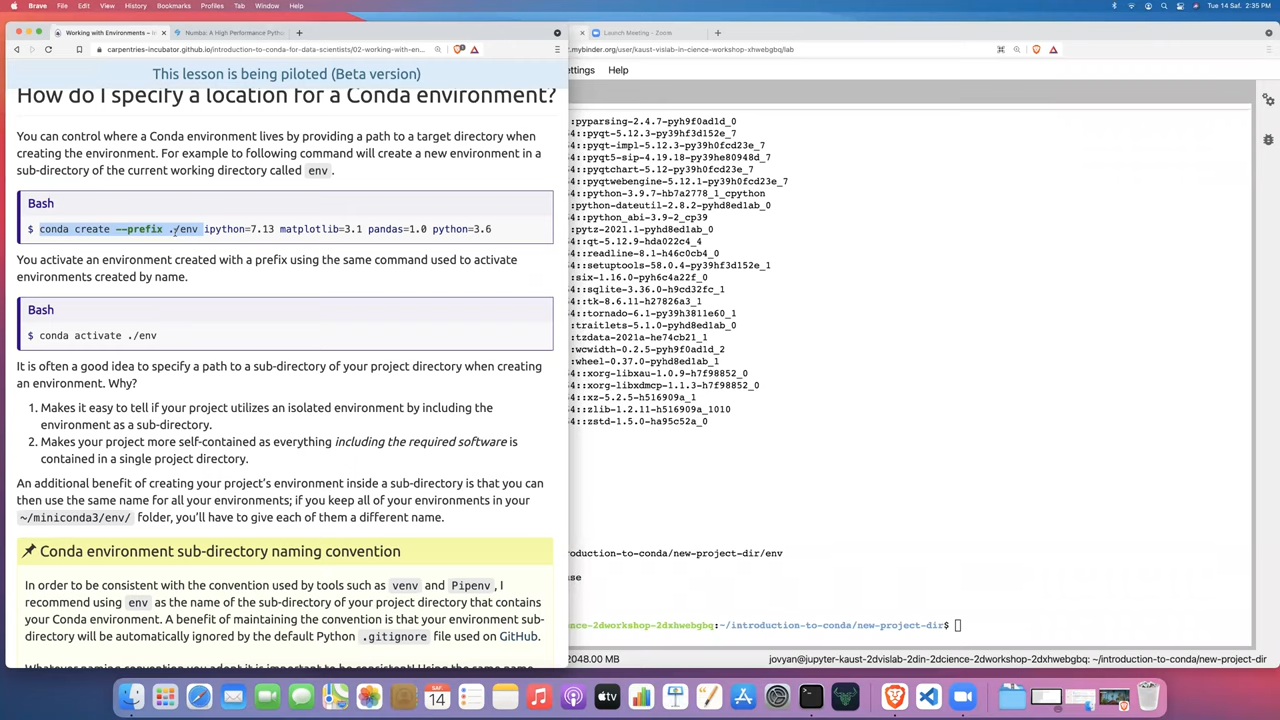 Brave File Edit View History Bookmarks Profiles Tab Window Help
Tue 14 Safar 2:35 PM
Working with Environments – In
Numba: A High Performance Pyth
carpentries-incubator.github.io/introduction-to-conda-for-data-scientists/02-working-with-en...
This lesson is being piloted (Beta version)
How do I specify a location for a Conda environment?
You can control where a Conda environment lives by providing a path to a target directory when
creating the environment. For example to following command will create a new environment in a
sub-directory of the current working directory called env.
Bash
$ conda create --prefix ./env ipython=7.13 matplotlib=3.1 pandas=1.0 python=3.6
You activate an environment created with a prefix using the same command used to activate
environments created by name.
Bash
$ conda activate ./env
It is often a good idea to specify a path to a sub-directory of your project directory when creating
an environment. Why?
1. Makes it easy to tell if your project utilizes an isolated environment by including the
environment as a sub-directory.
2. Makes your project more self-contained as everything including the required software is
contained in a single project directory.
An additional benefit of creating your project's environment inside a sub-directory is that you can
then use the same name for all your environments; if you keep all of your environments in your
~/miniconda3/env/ folder, you'll have to give each of them a different name.
Conda environment sub-directory naming convention
In order to be consistent with the convention used by tools such as venv and Pipenv, I
recommend using env as the name of the sub-directory of your project directory that contains
your Conda environment. A benefit of maintaining the convention is that your environment sub-
directory will be automatically ignored by the default Python .gitignore file used on GitHub.
Launch Meeting - Zoom
2.mybinder.org/user/kaust-vislab-in-cience-workshop-xhwebgbq/lab
ettings Help
:pyparsing-2.4.7-pyh9f0ad1d_0
4::pyqt-5.12.3-py39hf3d152e_7
4::pyqt-impl-5.12.3-py39h0fcd23e_7
4::pyqt5-sip-4.19.18-py39he80948d_7
4::pyqtchart-5.12-py39h0fcd23e_7
4::pyqtwebengine-5.12.1-py39h0fcd23e_7
4::python-3.9.7-hb7a2778_1_cpython
:python-dateutil-2.8.2-pyhd8ed1ab_0
4::python_abi-3.9-2_cp39
:pytz-2021.1-pyhd8ed1ab_0
4::qt-5.12.9-hda022c4_4
4::readline-8.1-h46c0cb4_0
4::setuptools-58.0.4-py39hf3d152e_1
:six-1.16.0-pyh6c4a22f_0
4::sqlite-3.36.0-h9cd32fc_1
4::tk-8.6.11-h27826a3_1
4::tornado-6.1-py39h3811e60_1
:traitlets-5.1.0-pyhd8ed1ab_0
:tzdata-2021a-he74cb21_1
:wcwidth-0.2.5-pyh9f0ad1d_2
:wheel-0.37.0-pyhd8ed1ab_1
4::xorg-libxau-1.0.9-h7f98852_0
4::xorg-libxdmcp-1.1.3-h7f98852_0
4::xz-5.2.5-h516909a_1
4::zlib-1.2.11-h516909a_1010
4::zstd-1.5.0-ha95c52a_0
roduction-to-conda/new-project-dir/env
use
ence-2dworkshop-2dxhwebgbq:~/introduction-to-conda/new-project-dir$
2048.00 MB
jovyan@jupyter-kaust-2dvislab-2din-2dcience-2dworkshop-2dxhwebgbq: ~/introduction-to-conda/new-project-dir